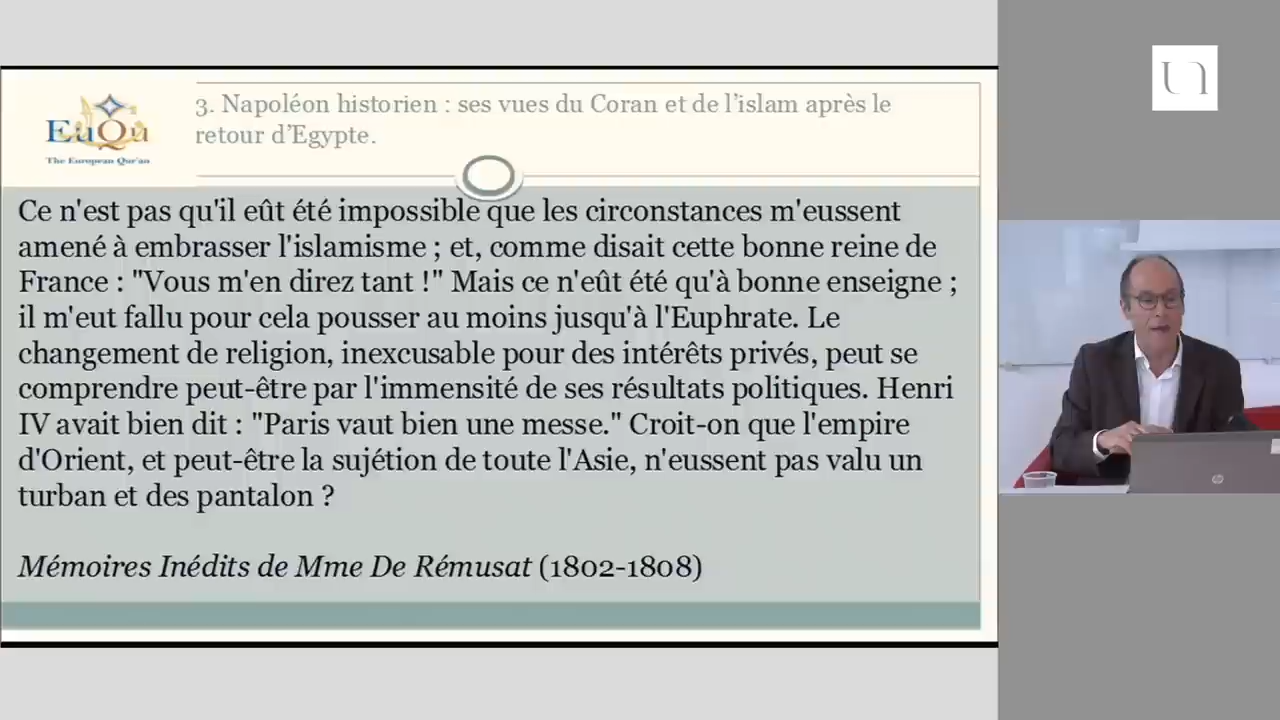 3. Napoléon historien : ses vues du Coran et de l'islam après le
retour d'Egypte.
EuQu
The European Qur'an
Ce n'est pas qu'il eût été impossible que les circonstances m'eussent
amené à embrasser l'islamisme ; et, comme disait cette bonne reine de
France : "Vous m'en direz tant !" Mais ce n'eût été qu'à bonne enseigne ;
il m'eut fallu pour cela pousser au moins jusqu'à l'Euphrate. Le
changement de religion, inexcusable pour des intérêts privés, peut se
comprendre peut-être par l'immensité de ses résultats politiques. Henri
IV avait bien dit : "Paris vaut bien une messe." Croit-on que l'empire
d'Orient, et peut-être la sujétion de toute l'Asie, n'eussent pas valu un
turban et des pantalon ?
Mémoires Inédits de Mme De Rémusat (1802-1808)
hp